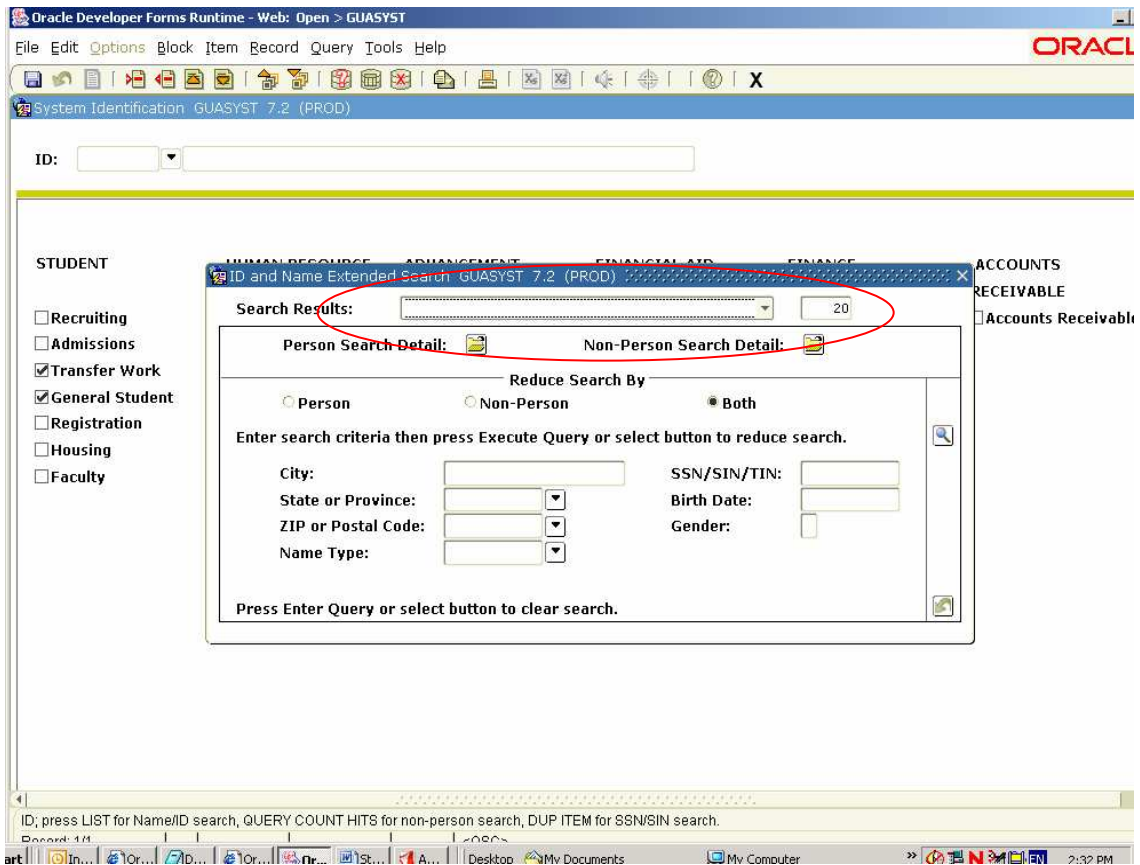 Oracle Developer Forms Runtime - Web: Open > GUASYST
File Edit Options Block Item Record Query Tools Help
ORACL
X
System Identification GUASYST 7.2 (PROD)
ID:
STUDENT
ID and Name Extended Search GUASYST 7.2 (PROD)
ACCOUNTS
RECEIVABLE
Search Results: 20
Recruiting
Accounts Receivable
Person Search Detail: Non-Person Search Detail:
Admissions
Transfer Work
Reduce Search By
General Student
Person Non-Person Both
Registration
Enter search criteria then press Execute Query or select button to reduce search.
Housing
Faculty
City: SSN/SIN/TIN:
State or Province: Birth Date:
ZIP or Postal Code: Gender:
Name Type:
Press Enter Query or select button to clear search.
ID; press LIST for Name/ID search, QUERY COUNT HITS for non-person search, DUP ITEM for SSN/SIN search.
Record: 1/1 <OSC>
art In... Or... D... Or... Or... St... A... Desktop My Documents My Computer » N EN 2:32 PM